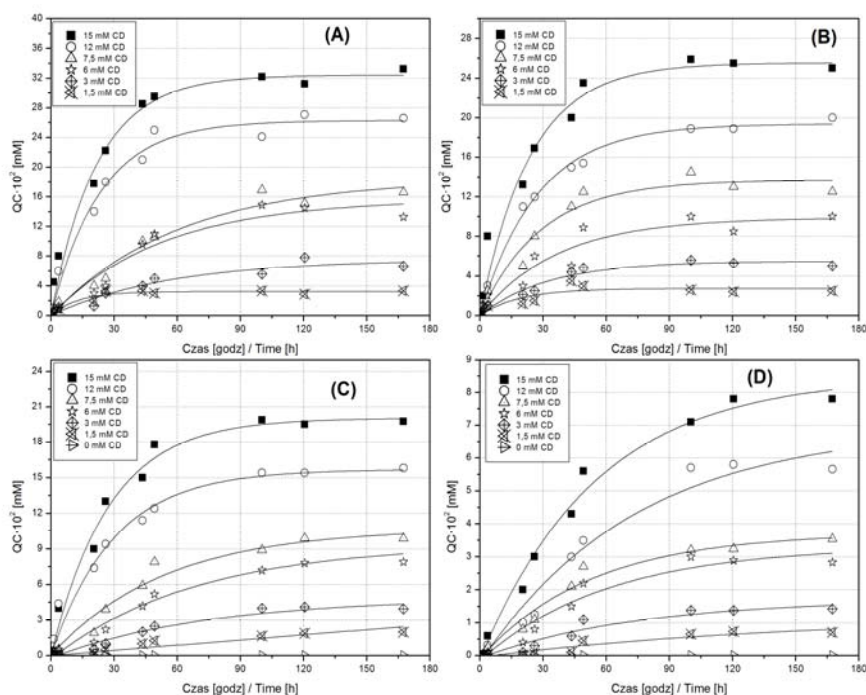 (A)
QC·10² [mM]
40
36
32
28
24
20
16
12
8
4
0
15 mM CD
12 mM CD
7,5 mM CD
6 mM CD
3 mM CD
1,5 mM CD
0 30 60 90 120 150 180
Czas [godz] / Time [h]
(B)
QC·10² [mM]
28
24
20
16
12
8
4
0
15 mM CD
12 mM CD
7,5 mM CD
6 mM CD
3 mM CD
1,5 mM CD
0 30 60 90 120 150 180
Czas [godz] / Time [h]
(C)
QC·10² [mM]
24
21
18
15
12
9
6
3
0
15 mM CD
12 mM CD
7,5 mM CD
6 mM CD
3 mM CD
1,5 mM CD
0 mM CD
0 30 60 90 120 150 180
Czas [godz] / Time [h]
(D)
QC·10² [mM]
9
8
7
6
5
4
3
2
1
0
15 mM CD
12 mM CD
7,5 mM CD
6 mM CD
3 mM CD
1,5 mM CD
0 mM CD
0 30 60 90 120 150 180
Czas [godz] / Time [h]